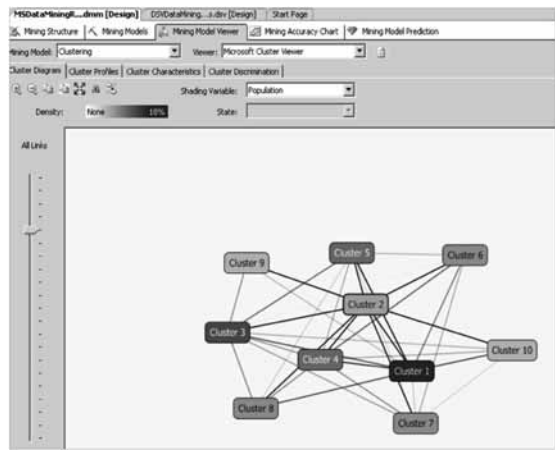 MSDataMiningR....dmm [Design] DSVDataMining...s.dsv [Design] Start Page
Mining Structure Mining Models Mining Model Viewer Mining Accuracy Chart Mining Model Prediction
Mining Model: Clustering Viewer: Microsoft Cluster Viewer
Cluster Diagram Cluster Profiles Cluster Characteristics Cluster Discrimination
Shading Variable: Population
Density: None 18% State:
All Links
Cluster 5
Cluster 6
Cluster 9
Cluster 2
Cluster 3
Cluster 10
Cluster 4
Cluster 1
Cluster 8
Cluster 7